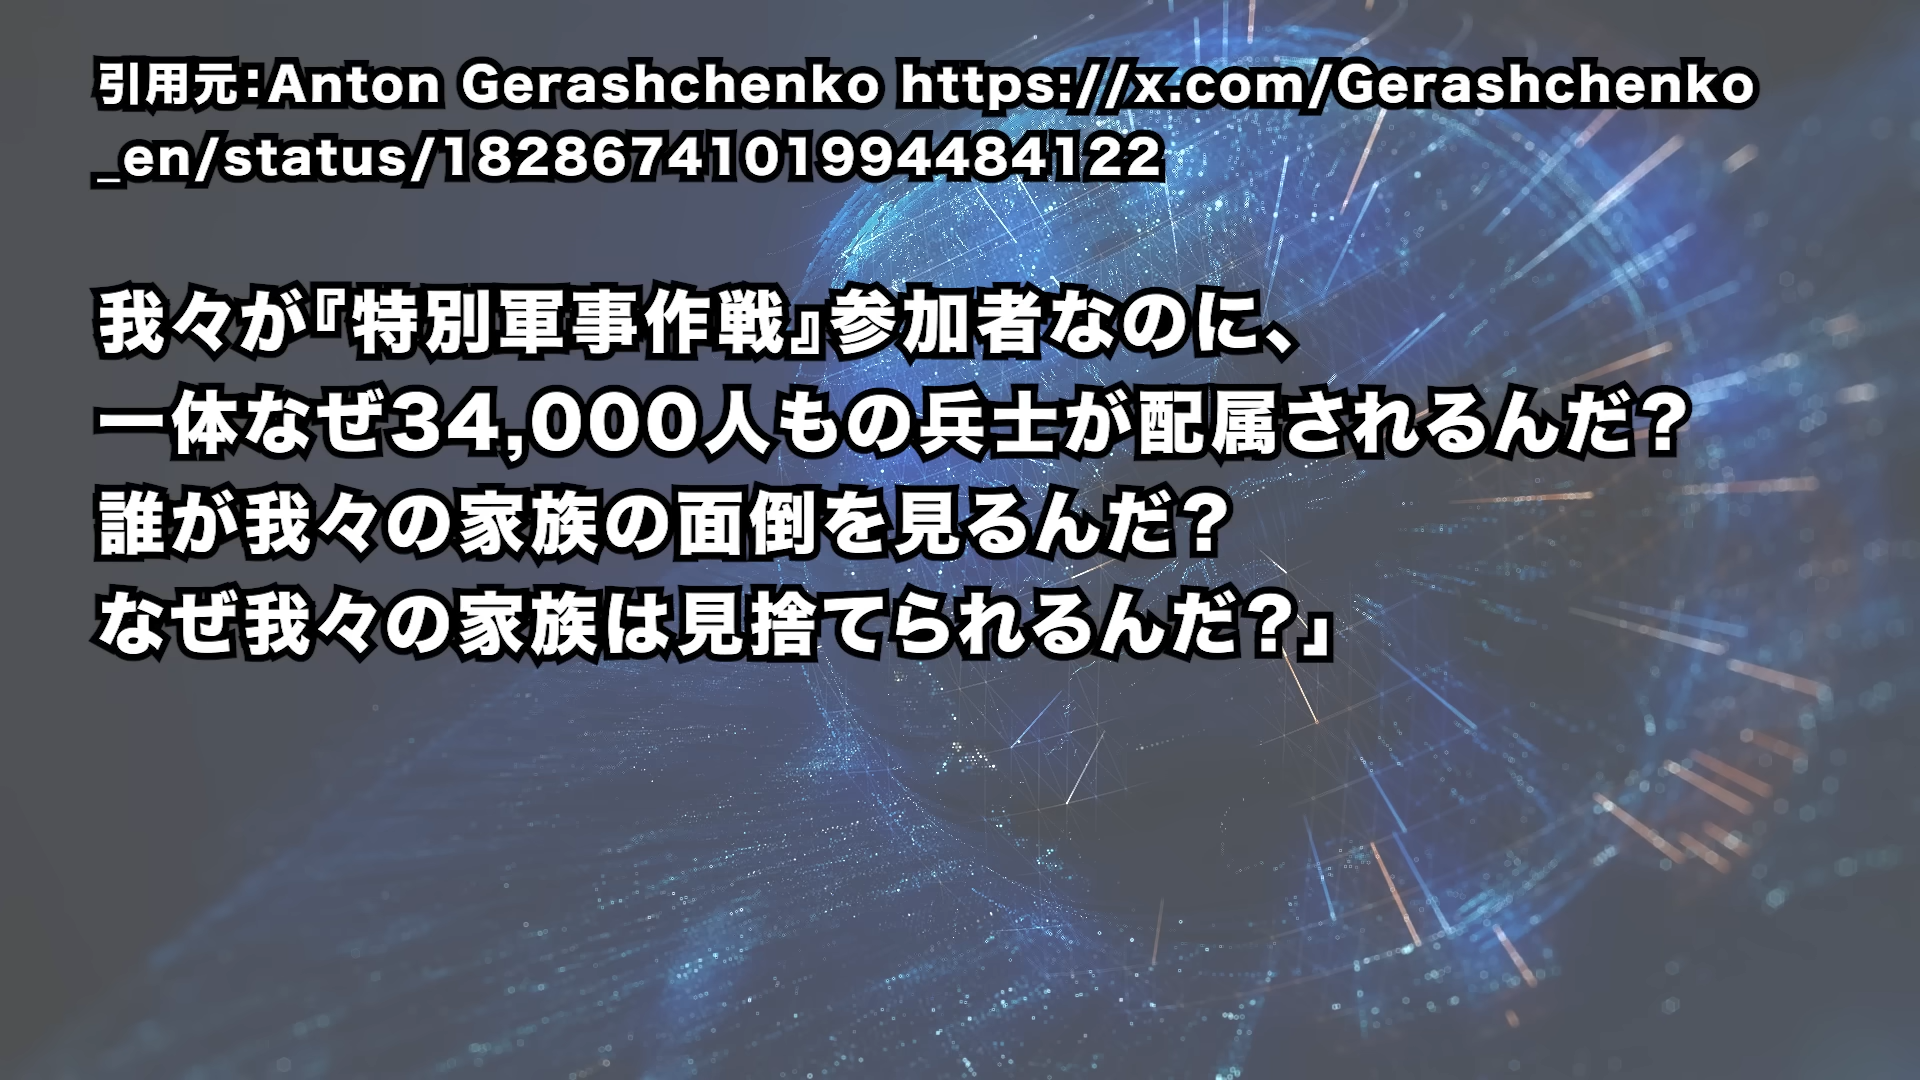 引用元：Anton Gerashchenko https://x.com/Gerashchenko
_en/status/1828674101994484122
我々が『特別軍事作戦』参加者なのに、
一体なぜ34,000人もの兵士が配属されるんだ？
誰が我々の家族の面倒を見るんだ？
なぜ我々の家族は見捨てられるんだ？」